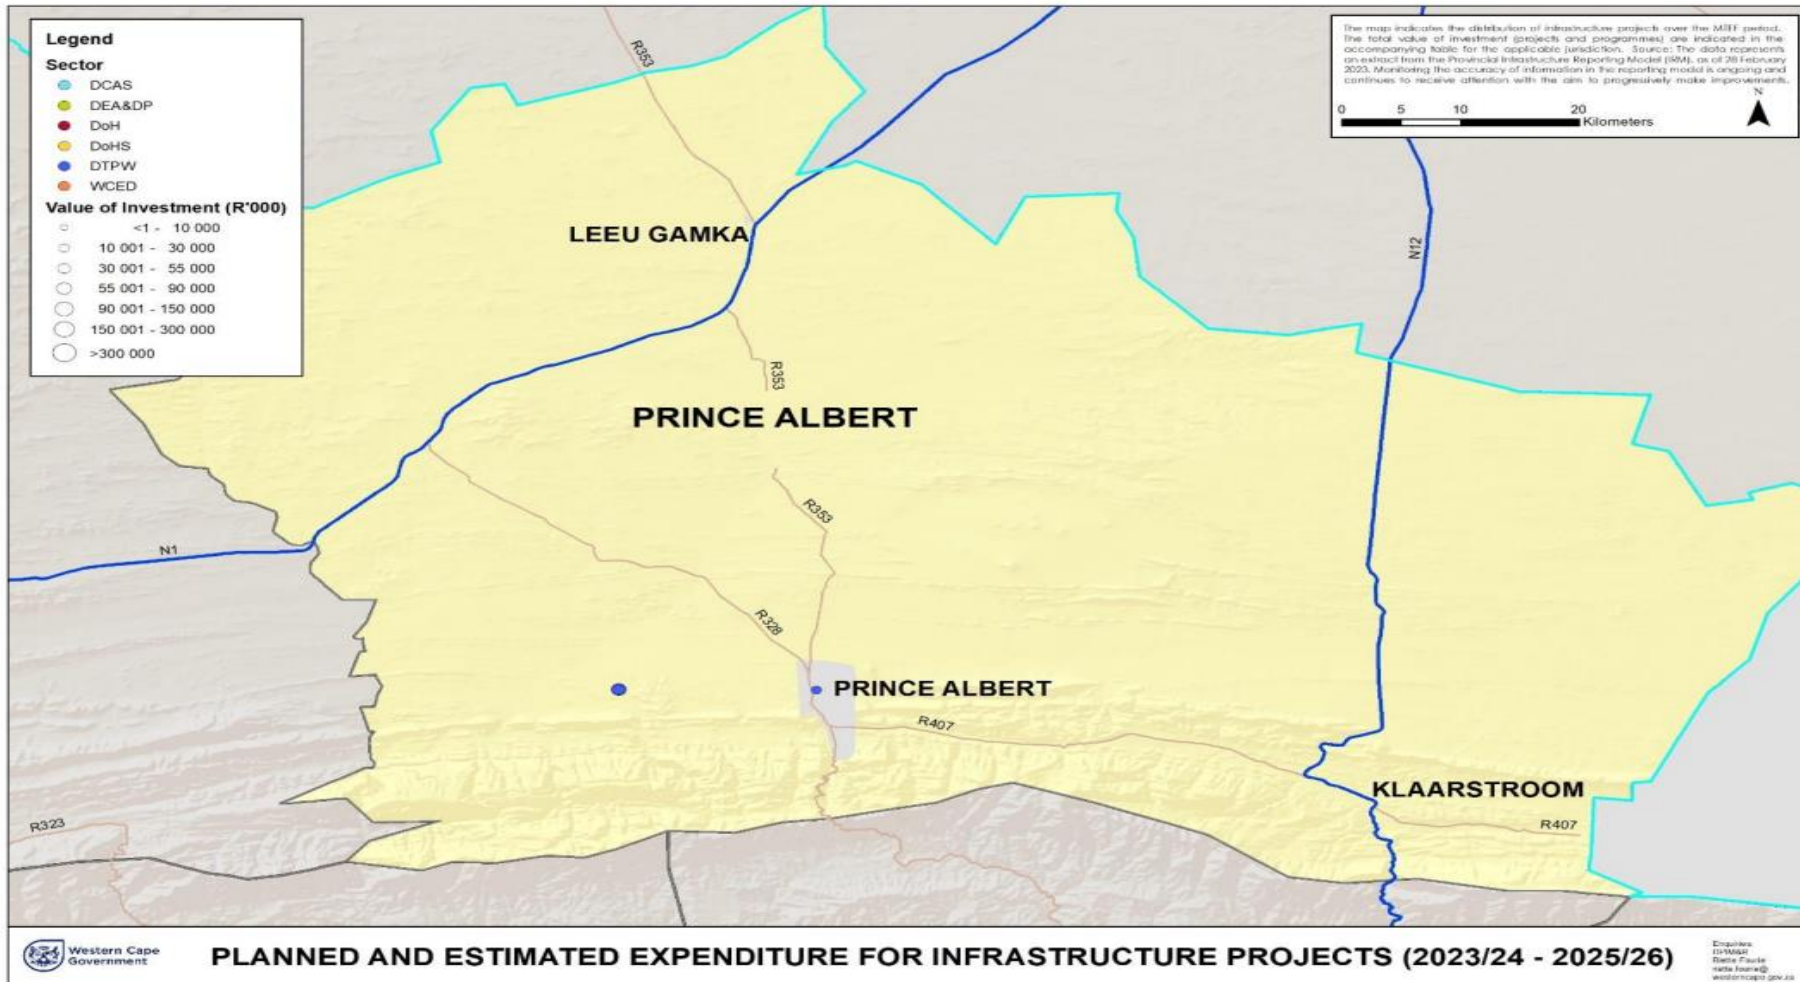 Legend
Sector
DCAS
DEA&DP
DoH
DoHS
DTPW
WCED
Value of Investment (R'000)
<1 - 10 000
10 001 - 30 000
30 001 - 55 000
55 001 - 90 000
90 001 - 150 000
150 001 - 300 000
>300 000
The map indicates the distribution of infrastructure projects over the MTEF period.
The total value of investment (projects and programmes) are indicated in the
accompanying table for the applicable jurisdiction. Source: The data represents
an extract from the Provincial Infrastructure Reporting Model (IRM), as of 28 February
2023. Monitoring the accuracy of information in the reporting model is ongoing and
continues to receive attention with the aim to progressively make improvements.
N
0 5 10 20
Kilometers
R353
LEEU GAMKA
N12
R353
PRINCE ALBERT
R353
N1
R328
PRINCE ALBERT
R407
KLAARSTROOM
R407
R323
Western Cape
Government
PLANNED AND ESTIMATED EXPENDITURE FOR INFRASTRUCTURE PROJECTS (2023/24 - 2025/26)
Enquiries
Riette Fourie
westerncape.gov.za